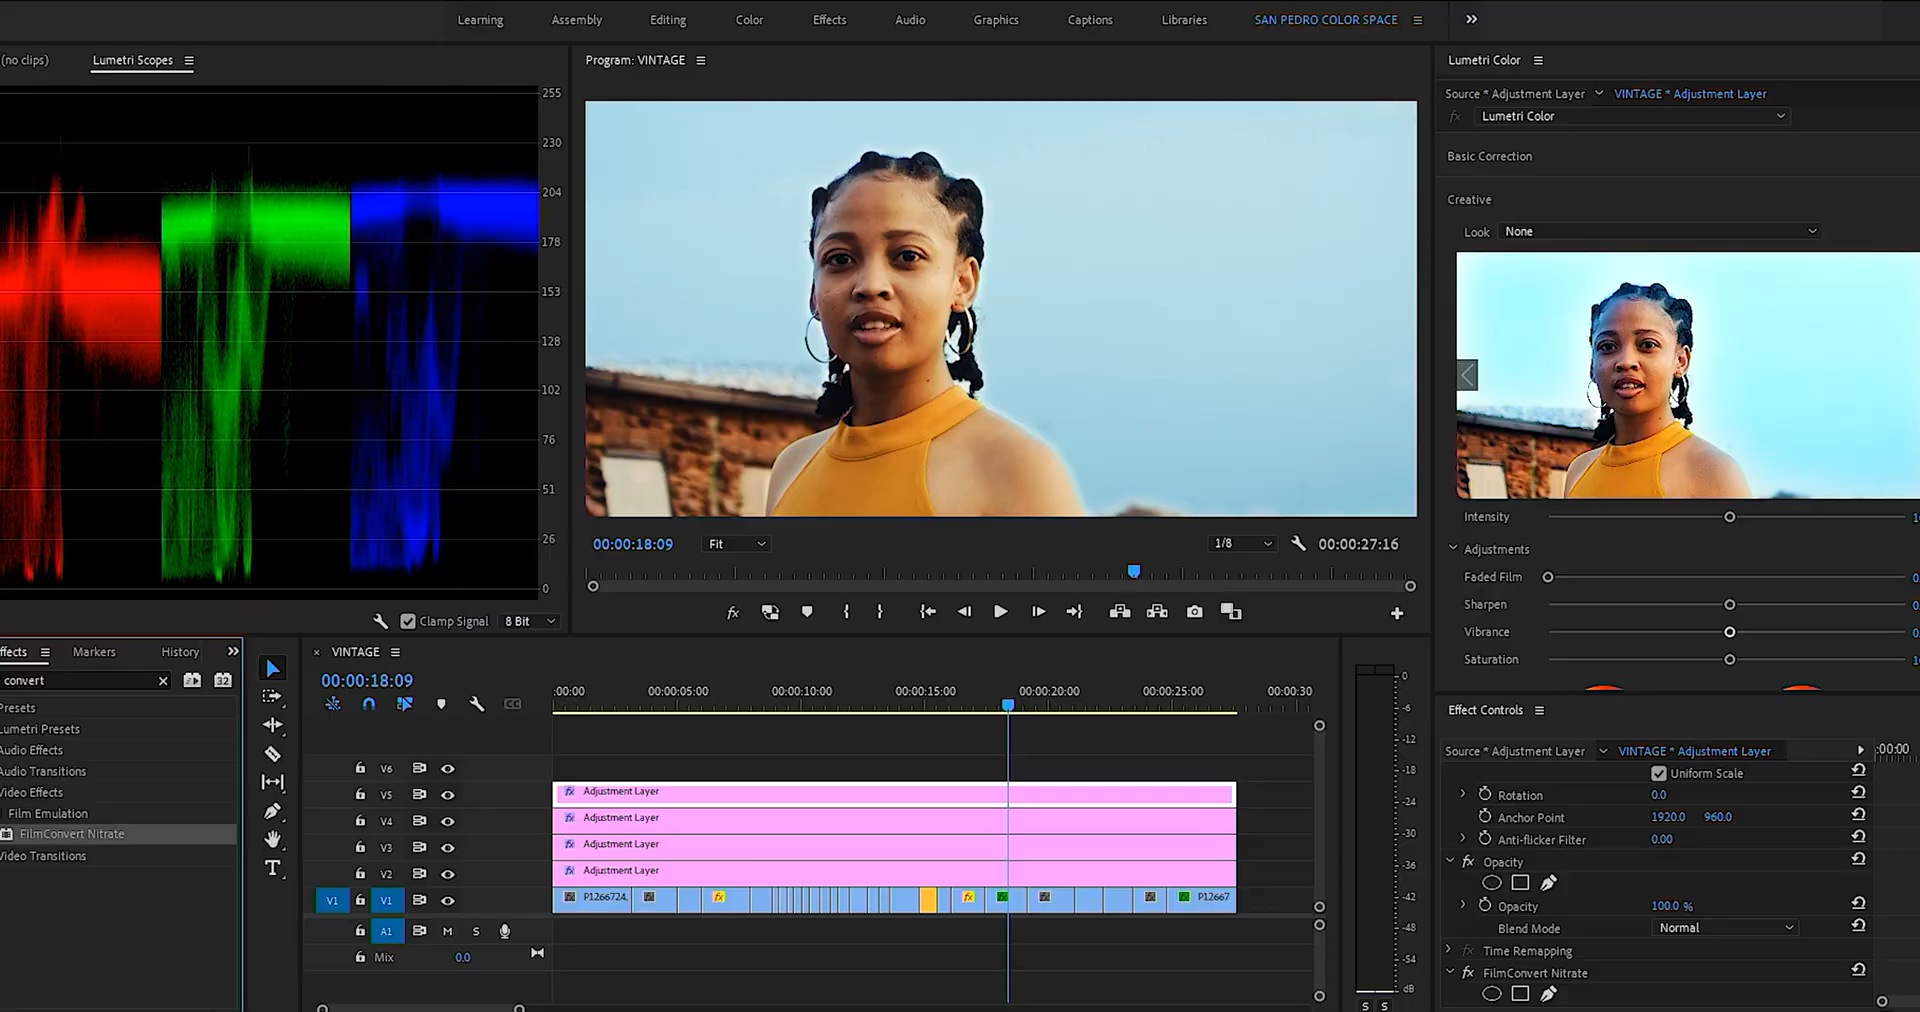 Learning Assembly Editing Color Effects Audio Graphics Captions Libraries SAN PEDRO COLOR SPACE
(no clips) Lumetri Scopes
255
230
204
178
153
128
102
76
51
26
0
Clamp Signal 8 Bit
Program: VINTAGE
00:00:18:09 Fit 1/8 00:00:27:16
Lumetri Color
Source * Adjustment Layer VINTAGE * Adjustment Layer
fx Lumetri Color
Basic Correction
Creative
Look None
Intensity
Adjustments
Faded Film
Sharpen
Vibrance
Saturation
ffects Markers History
convert
Presets
Lumetri Presets
Audio Effects
Audio Transitions
Video Effects
Film Emulation
FilmConvert Nitrate
Video Transitions
VINTAGE
00:00:18:09
:00:00 00:00:05:00 00:00:10:00 00:00:15:00 00:00:20:00 00:00:25:00 00:00:30
V6
V5 fx Adjustment Layer
V4 fx Adjustment Layer
V3 fx Adjustment Layer
V2 fx Adjustment Layer
V1 V1 P1266724. fx fx P12667
A1 M S
Mix 0.0
0
-6
-12
-18
-24
-30
-36
-42
-48
-54
dB
S S
Effect Controls
Source * Adjustment Layer VINTAGE * Adjustment Layer :00:00
Uniform Scale
Rotation 0.0
Anchor Point 1920.0 960.0
Anti-flicker Filter 0.00
fx Opacity
Opacity 100.0 %
Blend Mode Normal
fx Time Remapping
fx FilmConvert Nitrate